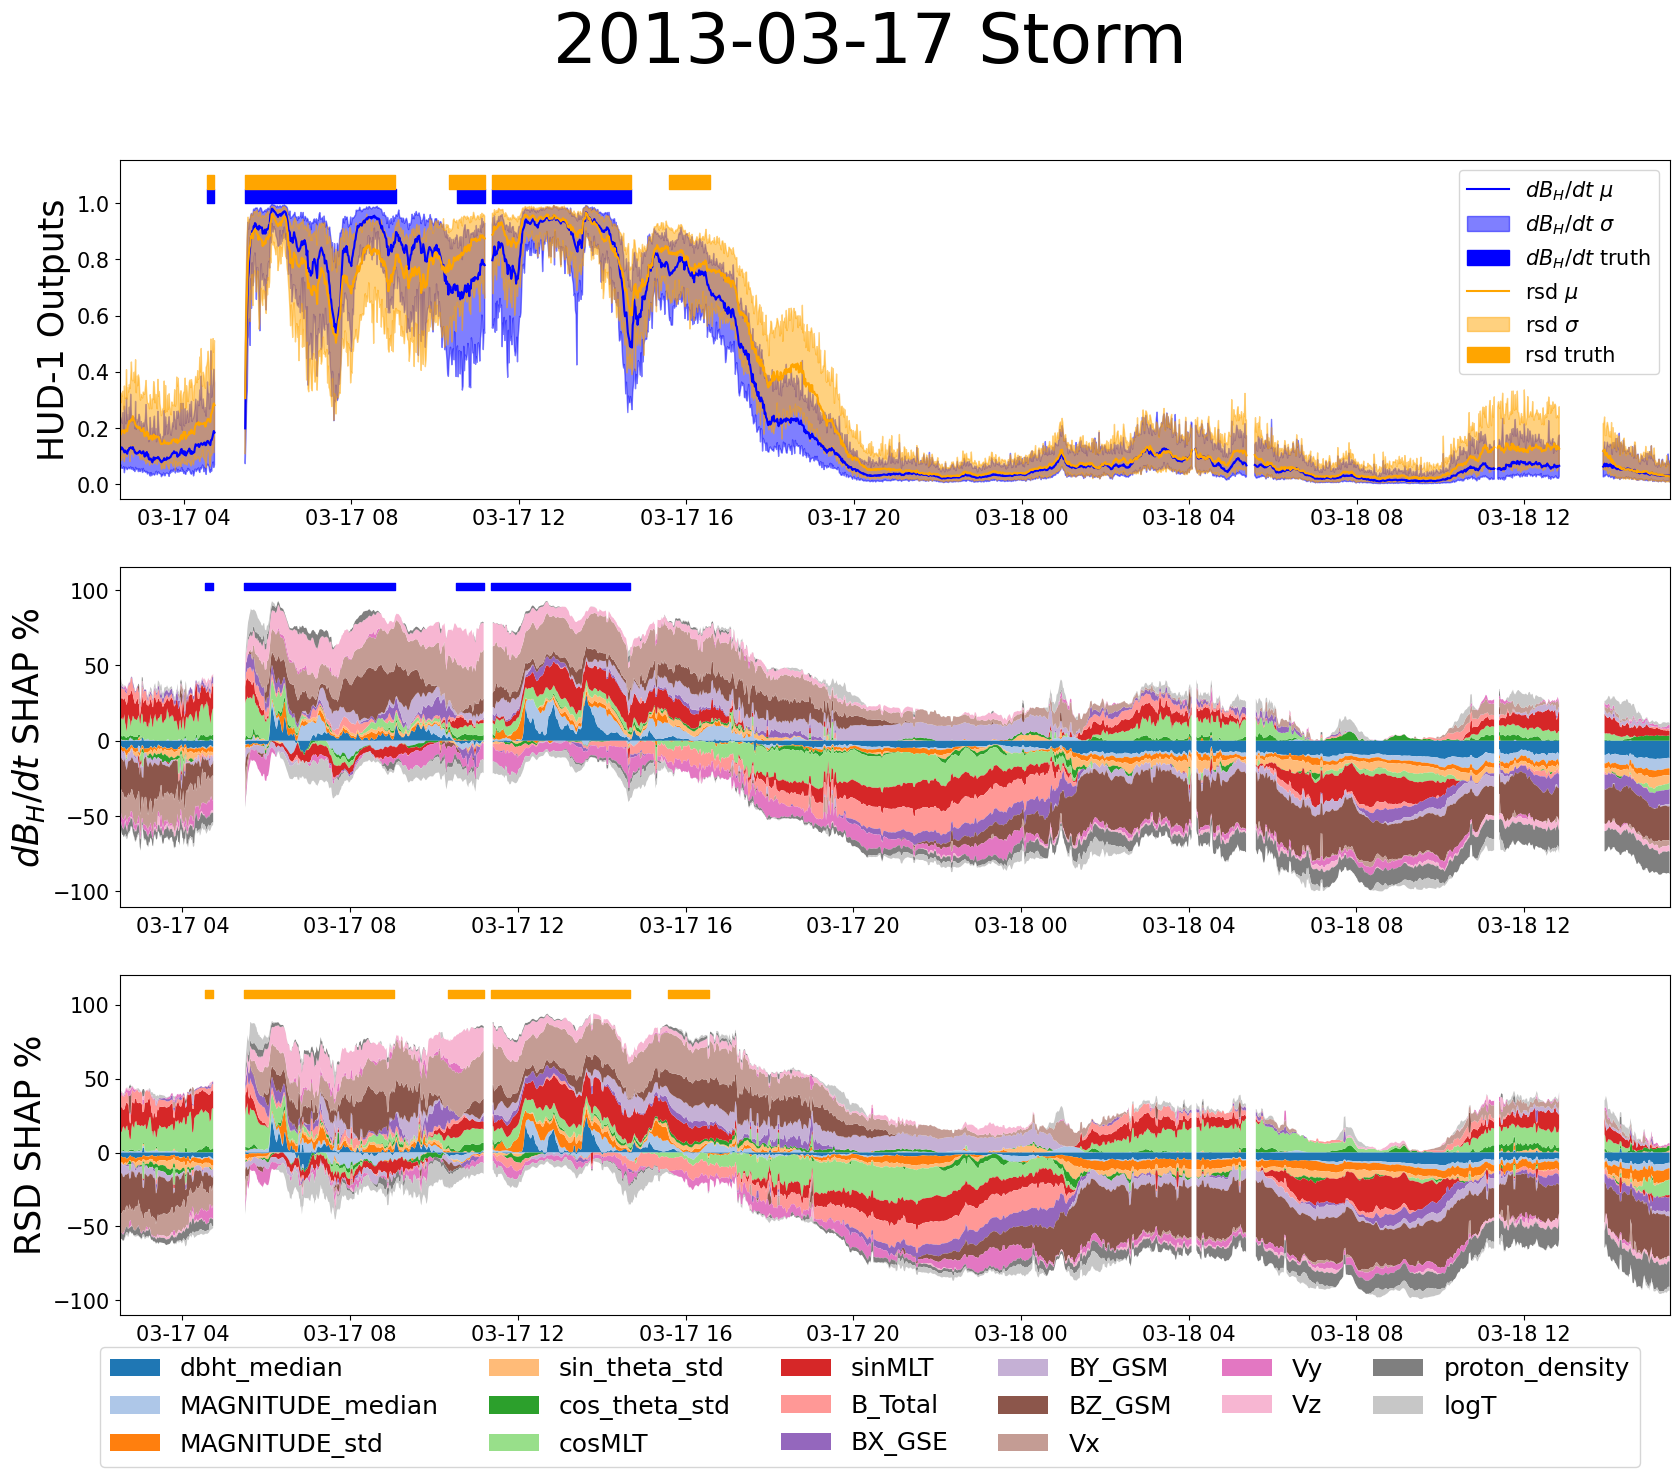 2013-03-17 Storm
HUD-1 Outputs
1.0
0.8
0.6
0.4
0.2
0.0
dB_H/dt μ
dB_H/dt σ
dB_H/dt truth
rsd μ
rsd σ
rsd truth
03-17 04 03-17 08 03-17 12 03-17 16 03-17 20 03-18 00 03-18 04 03-18 08 03-18 12
dB_H/dt SHAP %
100
50
0
−50
−100
03-17 04 03-17 08 03-17 12 03-17 16 03-17 20 03-18 00 03-18 04 03-18 08 03-18 12
RSD SHAP %
100
50
0
−50
−100
03-17 04 03-17 08 03-17 12 03-17 16 03-17 20 03-18 00 03-18 04 03-18 08 03-18 12
dbht_median sin_theta_std sinMLT BY_GSM Vy proton_density
MAGNITUDE_median cos_theta_std B_Total BZ_GSM Vz logT
MAGNITUDE_std cosMLT BX_GSE Vx